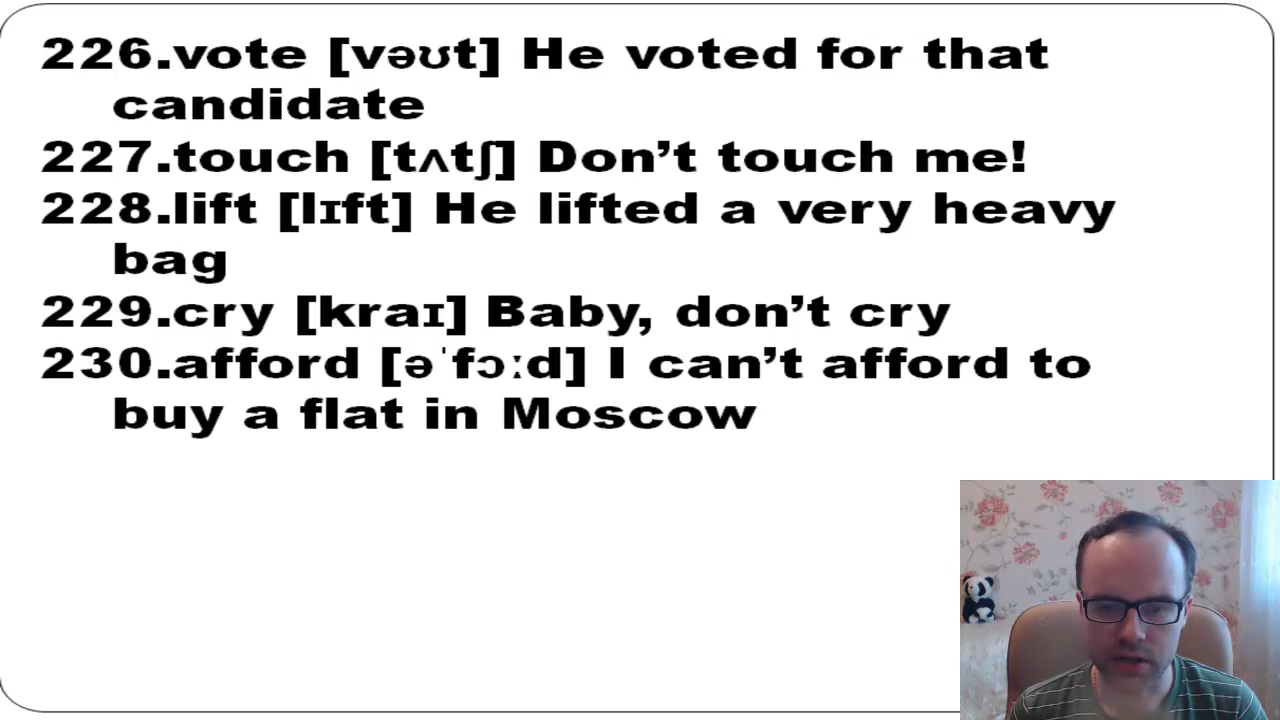 226.vote [vəʊt] He voted for that
candidate
227.touch [tʌtʃ] Don’t touch me!
228.lift [lɪft] He lifted a very heavy
bag
229.cry [kraɪ] Baby, don’t cry
230.afford [əˈfɔːd] I can’t afford to
buy a flat in Moscow